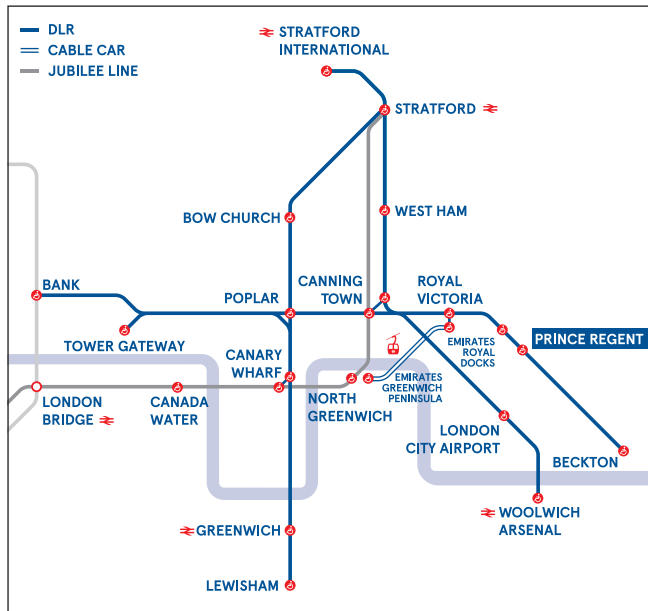 DLR
CABLE CAR
JUBILEE LINE
STRATFORD
INTERNATIONAL
STRATFORD
BOW CHURCH
WEST HAM
BANK
POPLAR
CANNING
TOWN
ROYAL
VICTORIA
TOWER GATEWAY
PRINCE REGENT
EMIRATES
ROYAL
DOCKS
CANARY
WHARF
EMIRATES
GREENWICH
PENINSULA
LONDON
BRIDGE
CANADA
WATER
NORTH
GREENWICH
LONDON
CITY AIRPORT
BECKTON
GREENWICH
WOOLWICH
ARSENAL
LEWISHAM